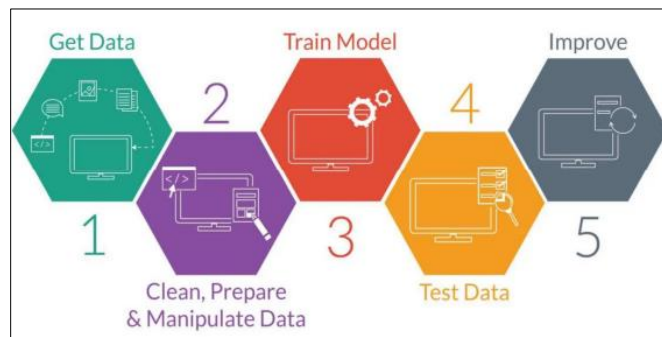 Get Data
1
2
Clean, Prepare
& Manipulate Data
Train Model
3
4
Test Data
Improve
5